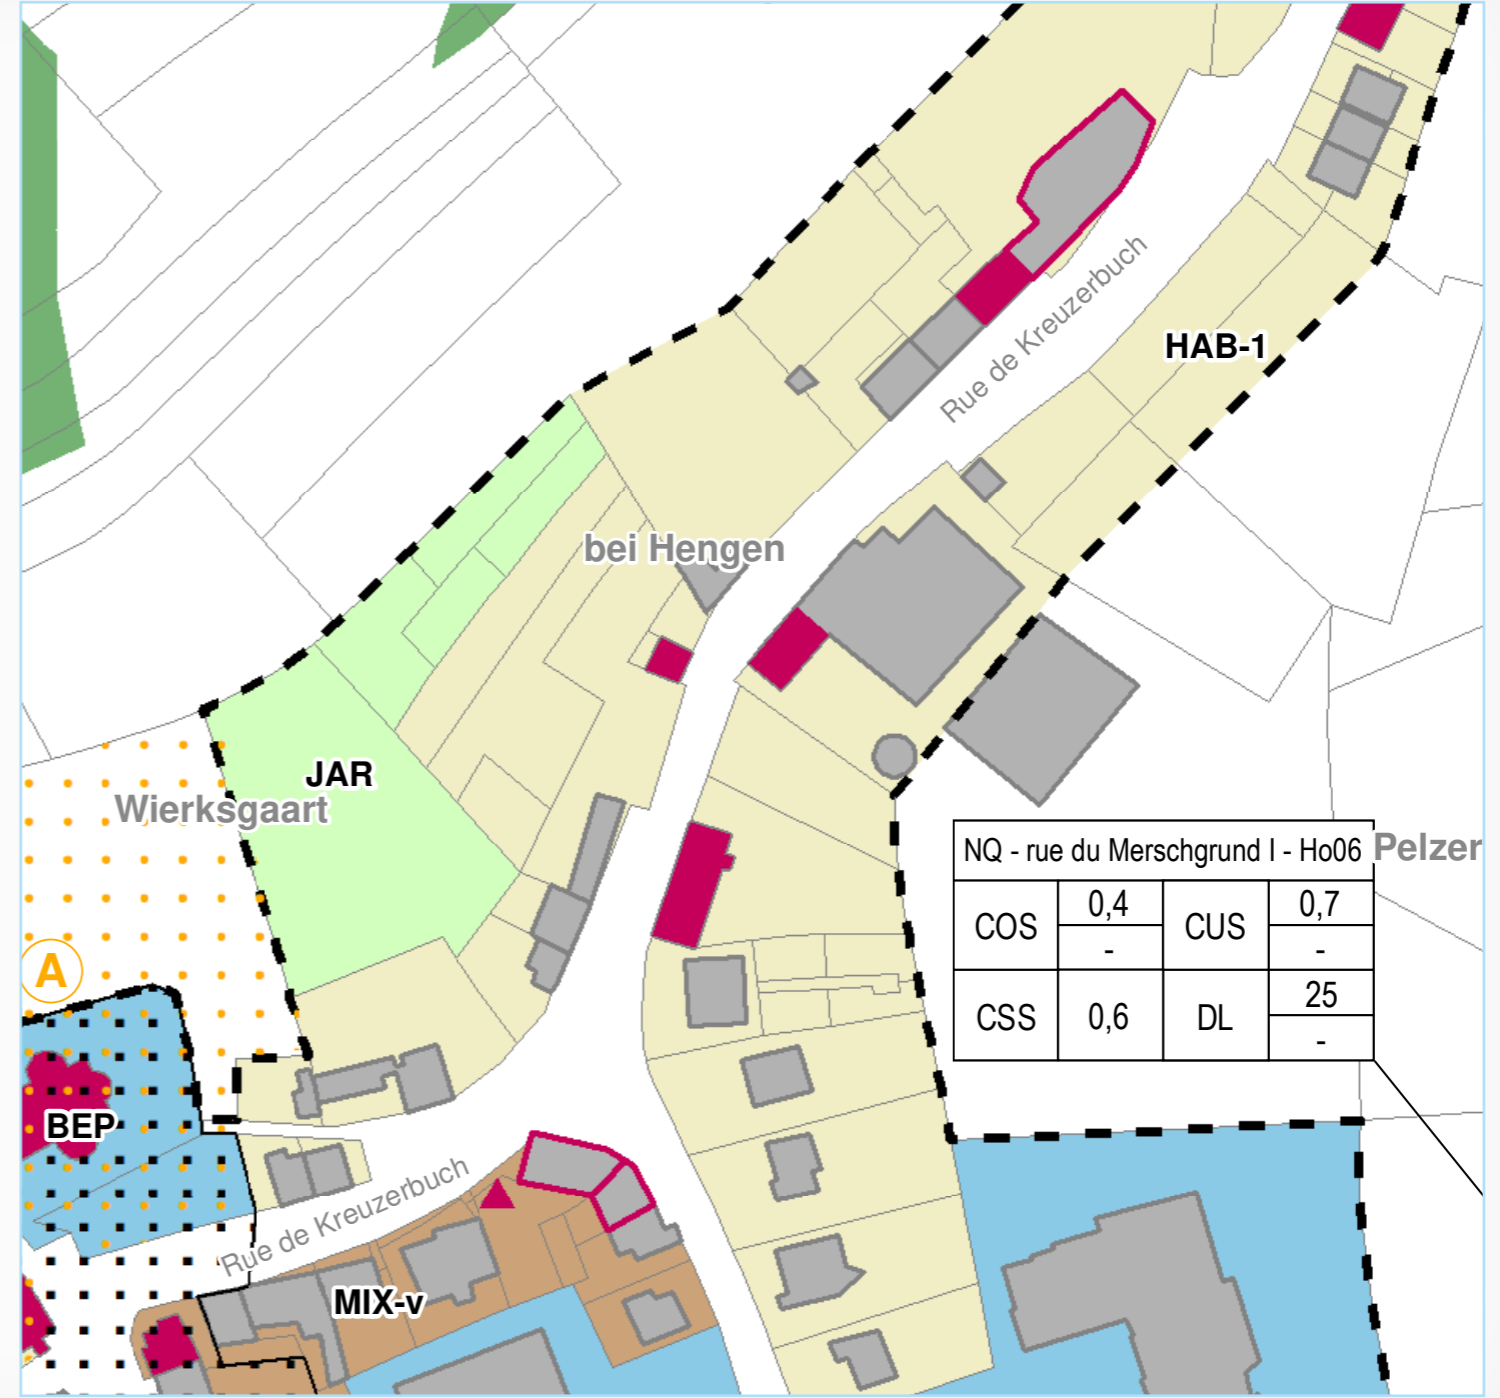 HAB-1
Rue de Kreuzerbuch
bei Hengen
JAR
Wierksgaart
NQ - rue du Merschgrund I - Ho06
COS 0,4 CUS 0,7
- -
CSS 0,6 DL 25
-
Pelzer
A
BEP
Rue de Kreuzerbuch
MIX-v